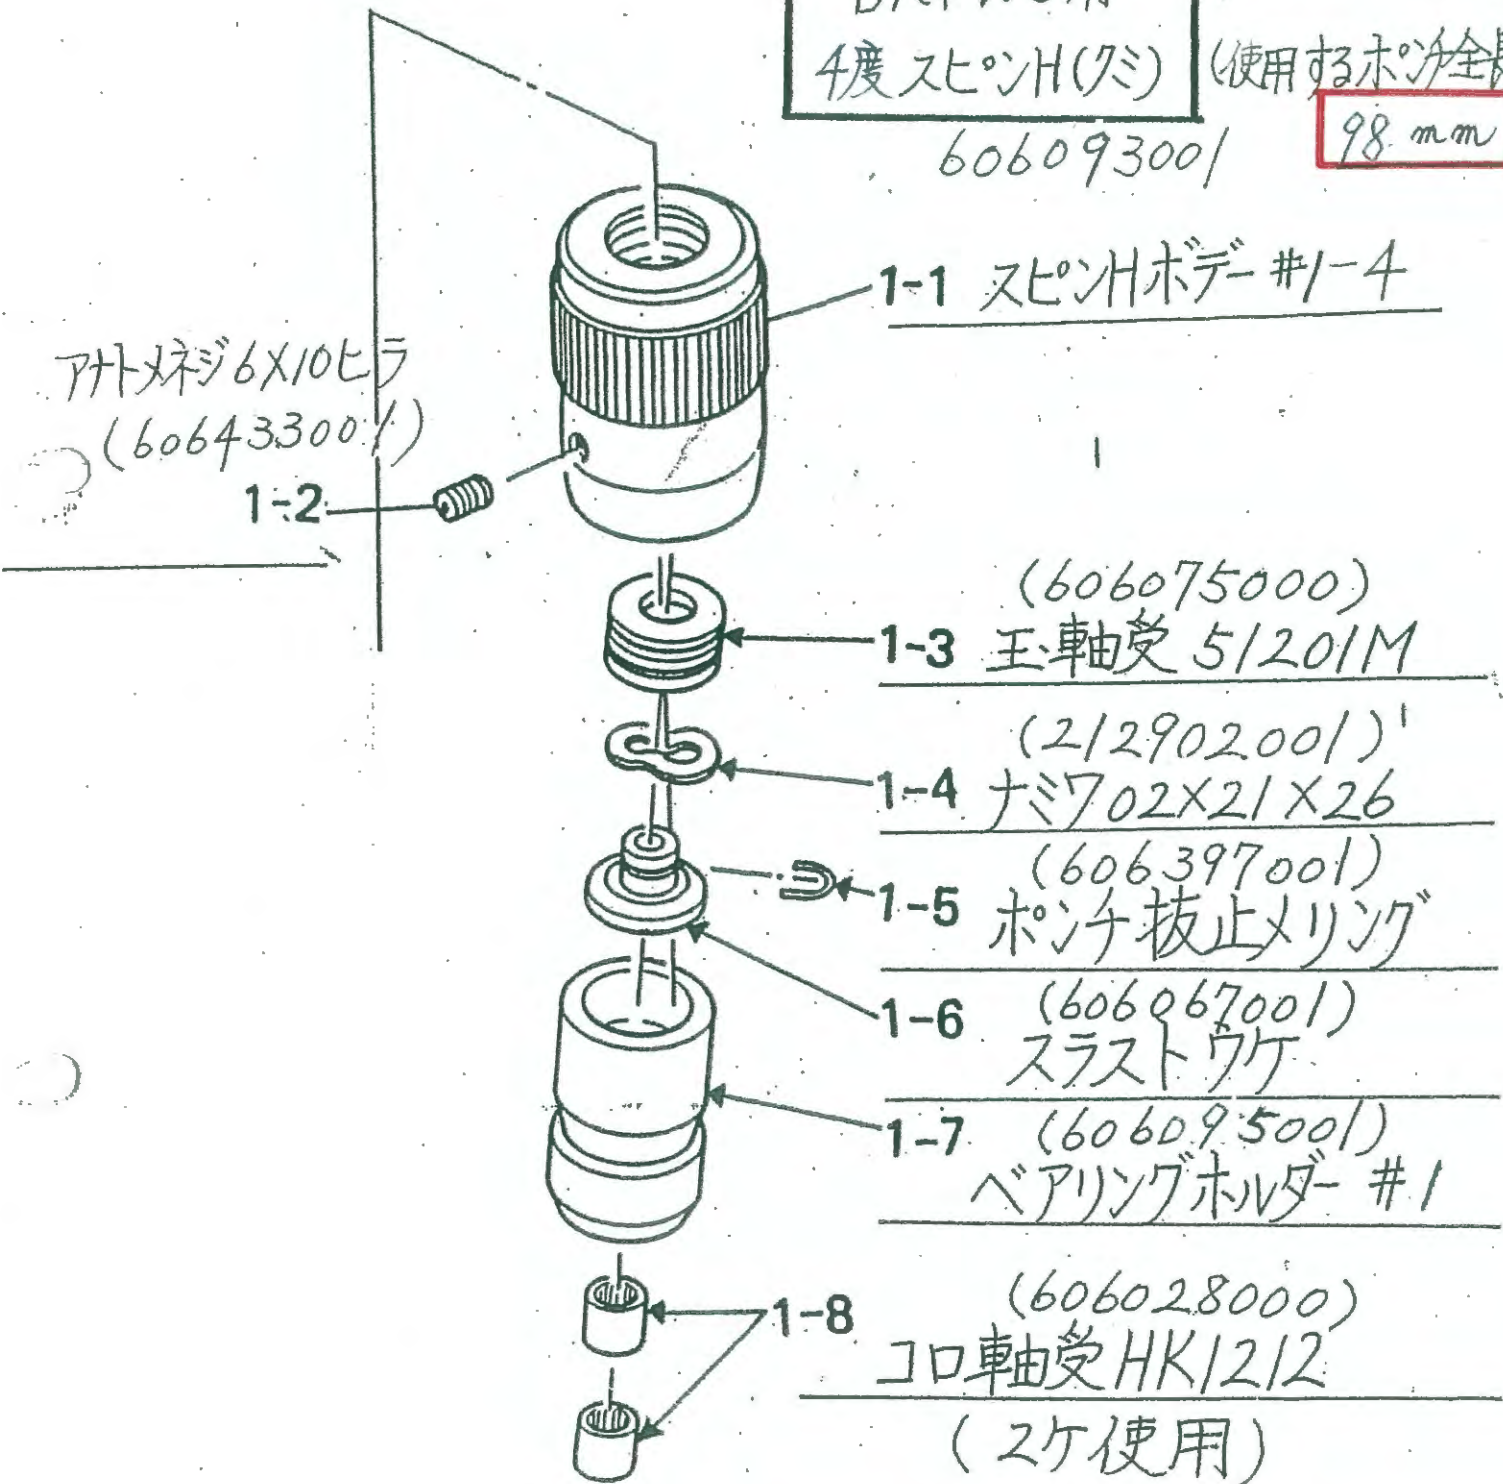 4度スピンH(クミ)
(使用するポンチ全長
98 mm
606093001
1-1 スピンHボデー #1-4
アナトメネジ6X10ヒラ
(606433001)
1-2
(606075000)
1-3 玉軸受 51201M
(212902001)
1-4 ナミワ02X21X26
(606397001)
1-5 ポンチ抜止メリング
1-6 (606067001)
スラストウケ
1-7 (606095001)
ベアリングホルダー #1
(606028000)
1-8 コロ軸受HK1212
(2ケ使用)